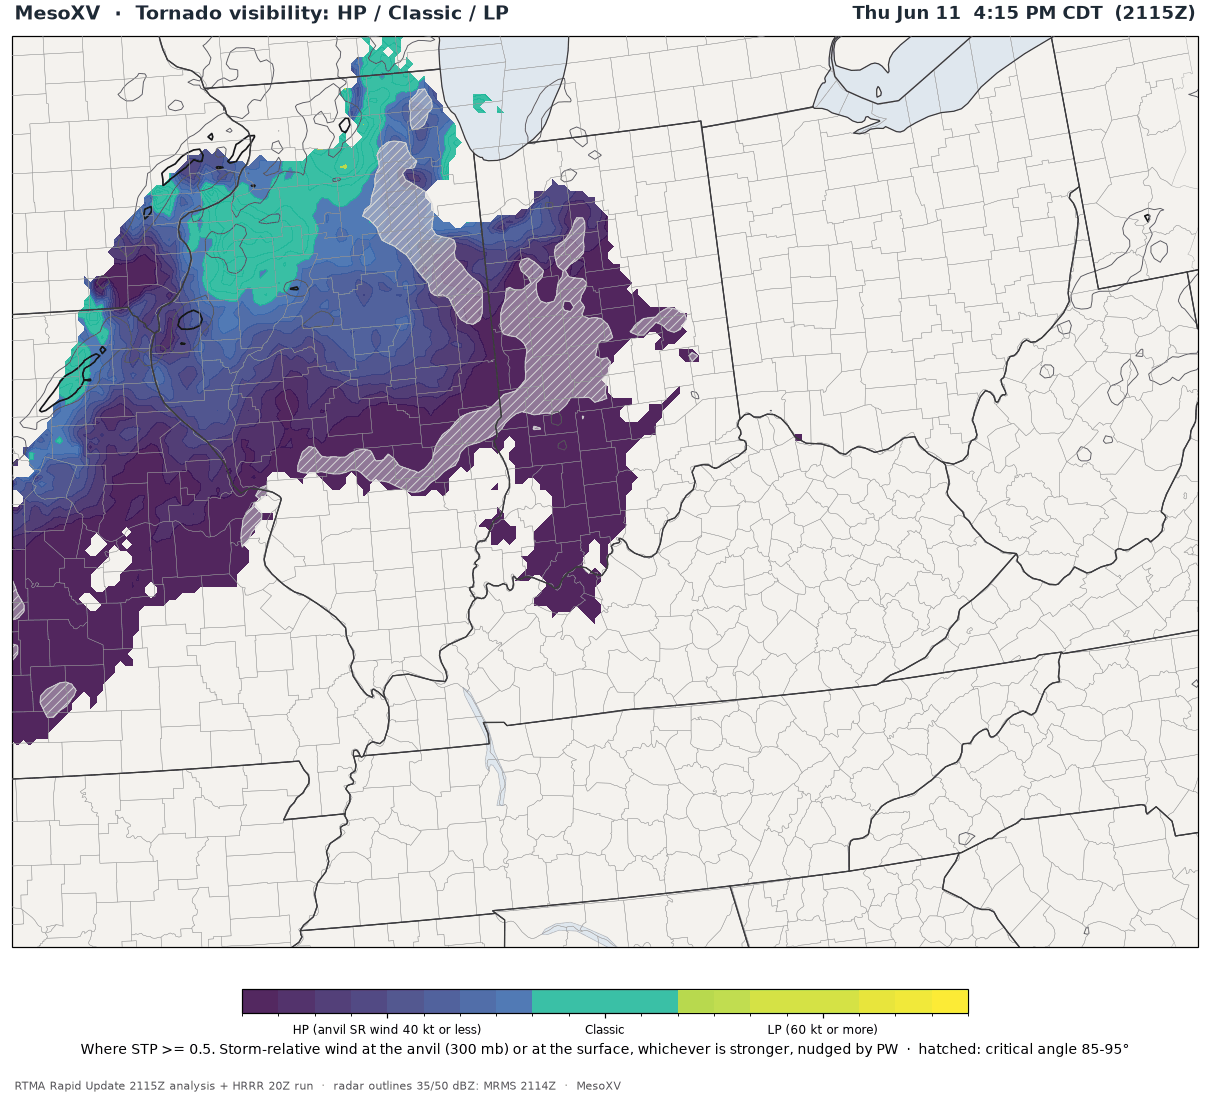 MesoXV · Tornado visibility: HP / Classic / LP
Thu Jun 11 4:15 PM CDT (2115Z)
HP (anvil SR wind 40 kt or less)
Classic
LP (60 kt or more)
Where STP >= 0.5. Storm-relative wind at the anvil (300 mb) or at the surface, whichever is stronger, nudged by PW · hatched: critical angle 85-95°
RTMA Rapid Update 2115Z analysis + HRRR 20Z run · radar outlines 35/50 dBZ: MRMS 2114Z · MesoXV